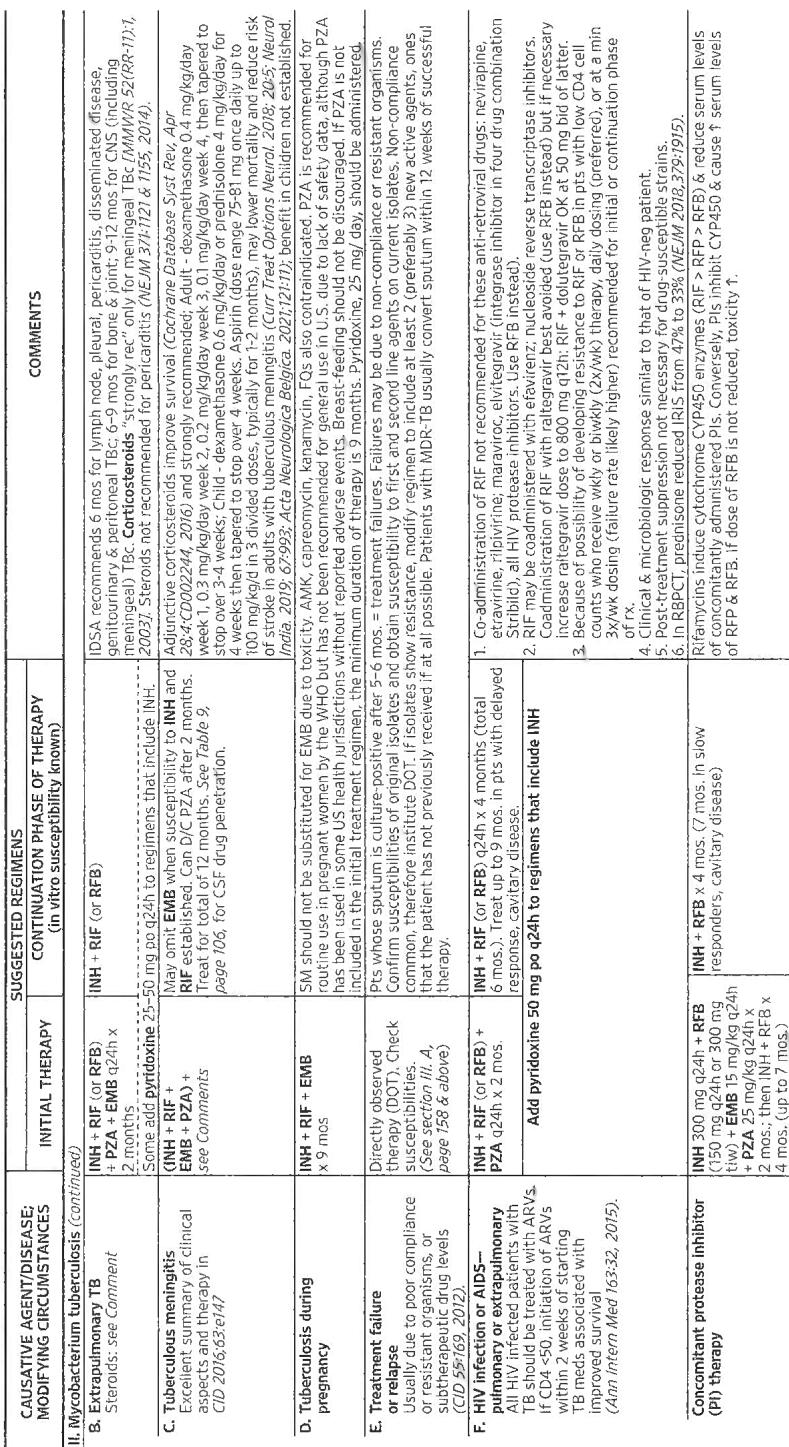 CAUSATIVE AGENT/DISEASE;
MODIFYING CIRCUMSTANCES
SUGGESTED REGIMENS
INITIAL THERAPY
CONTINUATION PHASE OF THERAPY
(in vitro susceptibility known)
COMMENTS
II. Mycobacterium tuberculosis (continued)
B. Extrapulmonary TB
Steroids: see Comment
INH + RIF (or RFB)
+ PZA + EMB q24h x
2 months
INH + RIF (or RFB)
Some add pyridoxine 25–50 mg po q24h to regimens that include INH.
IDSA recommends 6 mos for lymph node, pleural, pericarditis, disseminated disease,
genitourinary & peritoneal TBc; 6–9 mos for bone & joint; 9-12 mos for CNS (including
meningeal) TBc. Corticosteroids "strongly rec" only for meningeal TBc [MMWR 52(RR-11):1,
2003]. Steroids not recommended for pericarditis (NEJM 371-1121 & 1155, 2014).
C. Tuberculous meningitis
Excellent summary of clinical
aspects and therapy in
CID 2016;63:e147
(INH + RIF +
EMB + PZA) +
see Comments
May omit EMB when susceptibility to INH and
RIF established. Can D/C PZA after 2 months.
Treat for total of 12 months. See Table 9,
page 106, for CSF drug penetration.
Adjunctive corticosteroids improve survival (Cochrane Database Syst Rev, Apr
28;4:CD002244, 2016) and strongly recommended; Adult - dexamethasone 0.4 mg/kg/day
week 1, 0.3 mg/kg/day week 2, 0.2 mg/kg/day week 3, 0.1 mg/kg/day week 4, then tapered to
stop over 3-4 weeks; Child - dexamethasone 0.6 mg/kg/day or prednisolone 4 mg/kg/day for
4 weeks then tapered to stop over 4 weeks. Aspirin (dose range 75-81 mg once daily up to
100 mg/kg/d in 3 divided doses, typically for 1-2 months), may lower mortality and reduce risk
of stroke in adults with tuberculous meningitis (Curr Treat Options Neural. 2018; 20:5; Neural
India. 2019; 67:993; Acta Neurologica Belgica. 2021;121:11); benefit in children not established.
D. Tuberculosis during
pregnancy
INH + RIF + EMB
x 9 mos
SM should not be substituted for EMB due to toxicity. AMK, capreomycin, kanamycin, FQs also contraindicated. PZA is recommended for
routine use in pregnant women by the WHO but has not been recommended for general use in U.S. due to lack of safety data, although PZA
has been used in some US health jurisdictions without reported adverse events. Breast-feeding should not be discouraged. If PZA is not
included in the initial treatment regimen, the minimum duration of therapy is 9 months. Pyridoxine, 25 mg/ day, should be administered.
E. Treatment failure
or relapse
Usually due to poor compliance
or resistant organisms, or
subtherapeutic drug levels
(CID 55:169, 2012).
Directly observed
therapy (DOT). Check
susceptibilities.
(See section III. A,
page 158 & above)
Pts whose sputum is culture-positive after 5–6 mos. = treatment failures. Failures may be due to non-compliance or resistant organisms.
Confirm susceptibilities of original isolates and obtain susceptibility to first and second line agents on current isolates. Non-compliance
common, therefore institute DOT. If isolates show resistance, modify regimen to include at least 2 (preferably 3) new active agents, ones
that the patient has not previously received if at all possible. Patients with MDR-TB usually convert sputum within 12 weeks of successful
therapy.
F. HIV infection or AIDS—
pulmonary or extrapulmonary
All HIV infected patients with
TB should be treated with ARVs.
If CD4 <50, initiation of ARVs
within 2 weeks of starting
TB meds associated with
improved survival
(Ann Intern Med 163:32, 2015).
INH + RIF (or RFB) +
PZA q24h x 2 mos.
INH + RIF (or RFB) q24h x 4 months (total
6 mos.). Treat up to 9 mos. in pts with delayed
response, cavitary disease.
Add pyridoxine 50 mg po q24h to regimens that include INH
1. Co-administration of RIF not recommended for these anti-retroviral drugs: nevirapine,
etravirine, rilpivirine; maraviroc, elvitegravir (integrase inhibitor in four drug combination
Stribild), all HIV protease inhibitors. Use RFB instead).
2. RIF may be coadministered with efavirenz; nucleoside reverse transcriptase inhibitors.
Coadministration of RIF with raltegravir best avoided (use RFB instead) but if necessary
increase raltegravir dose to 800 mg q12h: RIF + dolutegravir OK at 50 mg bid of latter.
3. Because of possibility of developing resistance to RIF or RFB in pts with low CD4 cell
counts who receive wkly or biwkly (2x/wk) therapy, daily dosing (preferred), or at a min
3x/wk dosing (failure rate likely higher) recommended for initial or continuation phase
of rx.
4. Clinical & microbiologic response similar to that of HIV-neg patient.
5. Post-treatment suppression not necessary for drug-susceptible strains.
6. In RBPCT, prednisone reduced IRIS from 47% to 33% (NEJM 2018,379:1915).
Concomitant protease inhibitor
(PI) therapy
INH 300 mg q24h + RFB
(150 mg q24h or 300 mg
tiw) + EMB 15 mg/kg q24h
+ PZA 25 mg/kg q24h x
2 mos.; then INH + RFB x
4 mos. (up to 7 mos.)
INH + RFB x 4 mos. (7 mos. in slow
responders, cavitary disease)
Rifamycins induce cytochrome CYP450 enzymes (RIF > RFP > RFB) & reduce serum levels
of concomitantly administered PIs. Conversely, PIs inhibit CYP450 & cause ↑ serum levels
of RFP & RFB. If dose of RFB is not reduced, toxicity ↑.